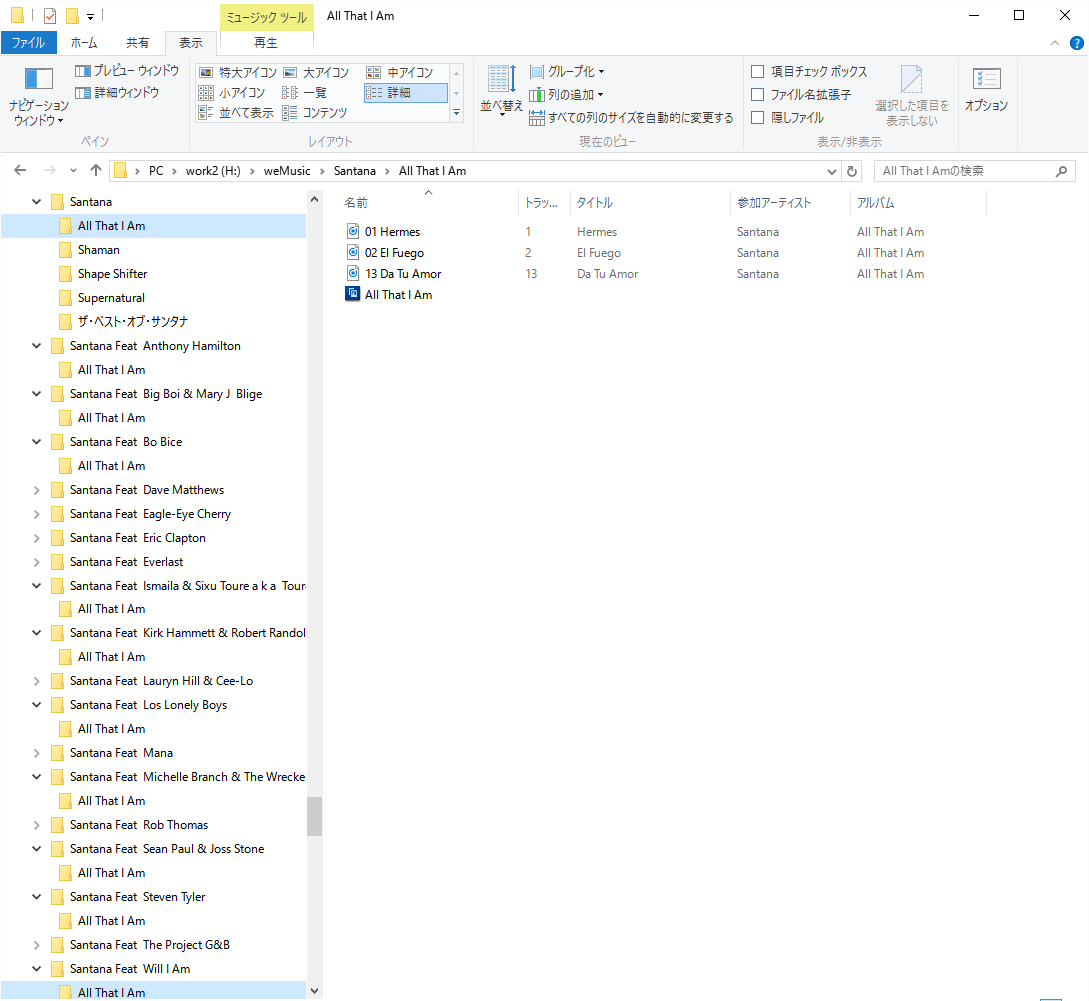 ミュージック ツール All That I Am
ファイル ホーム 共有 表示 再生
ナビゲーション ウィンドウ
プレビュー ウィンドウ
詳細ウィンドウ
ペイン
特大アイコン 大アイコン 中アイコン
小アイコン 一覧 詳細
並べて表示 コンテンツ
レイアウト
並べ替え
グループ化
列の追加
すべての列のサイズを自動的に変更する
現在のビュー
項目チェック ボックス
ファイル名拡張子
隠しファイル
選択した項目を
表示しない
表示/非表示
オプション
PC work2 (H:) weMusic Santana All That I Am
All That I Amの検索
Santana
All That I Am
Shaman
Shape Shifter
Supernatural
ザ・ベスト・オブ・サンタナ
Santana Feat Anthony Hamilton
All That I Am
Santana Feat Big Boi & Mary J Blige
All That I Am
Santana Feat Bo Bice
All That I Am
Santana Feat Dave Matthews
Santana Feat Eagle-Eye Cherry
Santana Feat Eric Clapton
Santana Feat Everlast
Santana Feat Ismaila & Sixu Toure a k a Toure
All That I Am
Santana Feat Kirk Hammett & Robert Randol
All That I Am
Santana Feat Lauryn Hill & Cee-Lo
Santana Feat Los Lonely Boys
All That I Am
Santana Feat Mana
Santana Feat Michelle Branch & The Wrecke
All That I Am
Santana Feat Rob Thomas
Santana Feat Sean Paul & Joss Stone
All That I Am
Santana Feat Steven Tyler
All That I Am
Santana Feat The Project G&B
Santana Feat Will I Am
All That I Am
名前 トラッ... タイトル 参加アーティスト アルバム
01 Hermes 1 Hermes Santana All That I Am
02 El Fuego 2 El Fuego Santana All That I Am
13 Da Tu Amor 13 Da Tu Amor Santana All That I Am
All That I Am